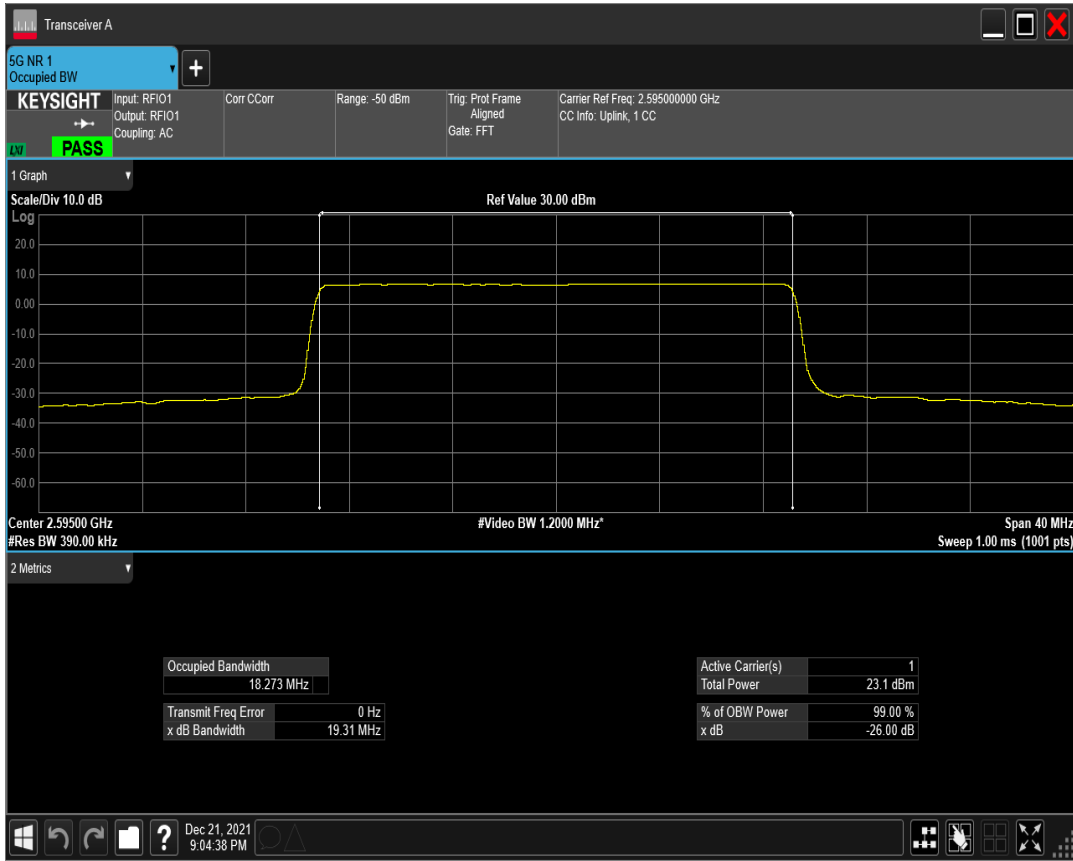 Transceiver A
5G NR 1
Occupied BW
KEYSIGHT
LXI
PASS
Input: RFIO1
Output: RFIO1
Coupling: AC
Corr CCorr
Range: -50 dBm
Trig: Prot Frame
Aligned
Gate: FFT
Carrier Ref Freq: 2.595000000 GHz
CC Info: Uplink, 1 CC
1 Graph
Scale/Div 10.0 dB
Ref Value 30.00 dBm
Log
20.0
10.0
0.00
-10.0
-20.0
-30.0
-40.0
-50.0
-60.0
Center 2.59500 GHz
#Video BW 1.2000 MHz*
Span 40 MHz
#Res BW 390.00 kHz
Sweep 1.00 ms (1001 pts)
2 Metrics
Occupied Bandwidth
18.273 MHz
Transmit Freq Error 0 Hz
x dB Bandwidth 19.31 MHz
Active Carrier(s) 1
Total Power 23.1 dBm
% of OBW Power 99.00 %
x dB -26.00 dB
?
Dec 21, 2021
9:04:38 PM